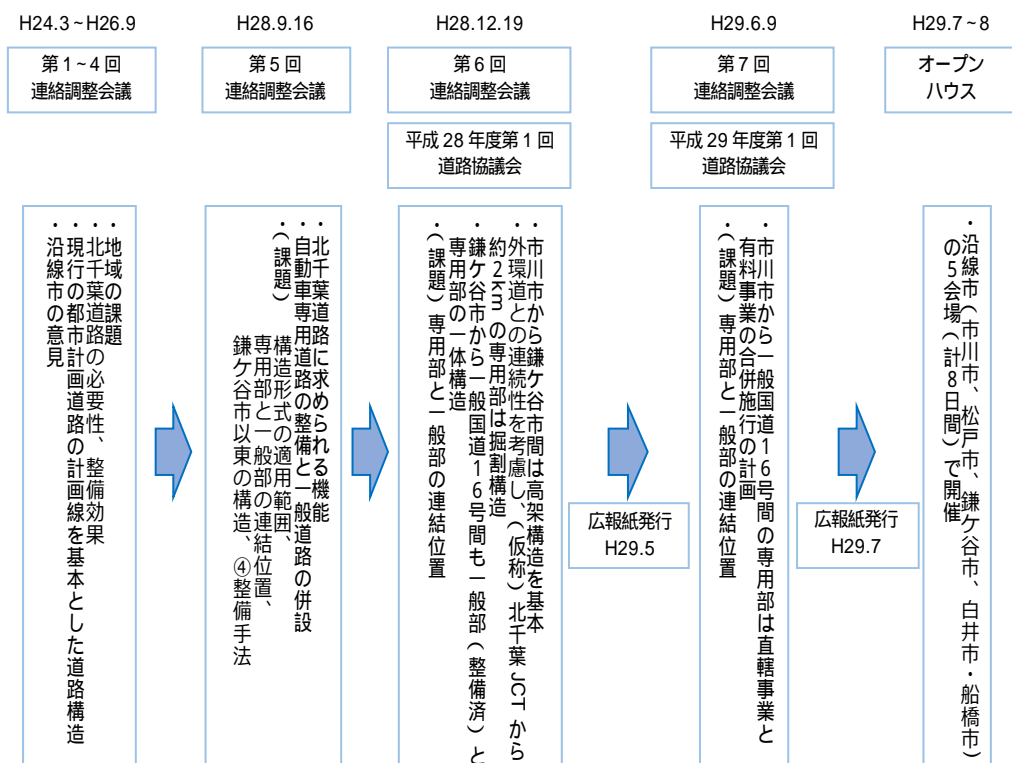 H24.3~H26.9
第1~4回
連絡調整会議
・地域の課題
・北千葉道路の必要性、整備効果
・現行の都市計画道路の計画線を基本とした道路構造
・沿線市の意見
H28.9.16
第5回
連絡調整会議
・北千葉道路に求められる機能
・自動車専用道路の整備と一般道路の併設
・(課題)
構造形式の適用範囲、
専用部と一般部の連結位置、
鎌ケ谷市以東の構造、④整備手法
H28.12.19
第6回
連絡調整会議
平成28年度第1回
道路協議会
・市川市から鎌ケ谷市間は高架構造を基本
・外環道との連続性を考慮し、(仮称)北千葉JCTから
約2kmの専用部は掘割構造
・鎌ケ谷市から一般国道16号間も一般部(整備済)と
専用部の一体構造
・(課題)専用部と一般部の連結位置
広報紙発行
H29.5
H29.6.9
第7回
連絡調整会議
平成29年度第1回
道路協議会
・市川市から一般国道16号間の専用部は直轄事業と
有料事業の合併施行の計画
・(課題)専用部と一般部の連結位置
広報紙発行
H29.7
H29.7~8
オープン
ハウス
・沿線市(市川市、松戸市、鎌ケ谷市、白井市・船橋市)
の5会場(計8日間)で開催